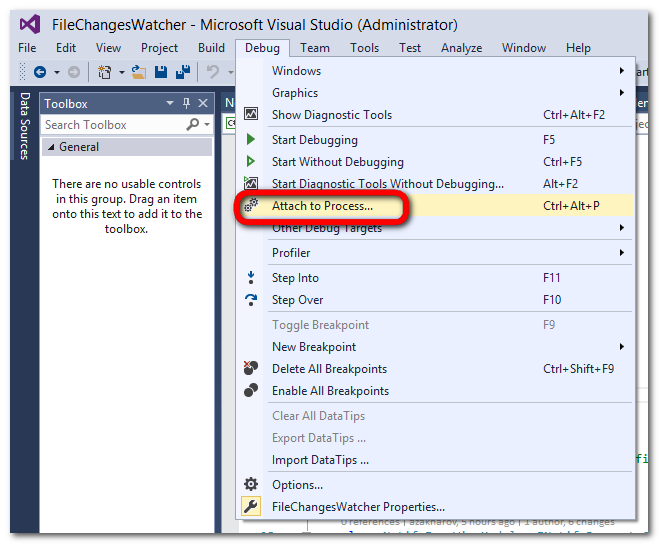 FileChangesWatcher - Microsoft Visual Studio (Administrator)
File Edit View Project Build Debug Team Tools Test Analyze Window Help
Data Sources
Toolbox
Search Toolbox
General
There are no usable controls
in this group. Drag an item
onto this text to add it to the
toolbox.
Windows
Graphics
Show Diagnostic Tools Ctrl+Alt+F2
Start Debugging F5
Start Without Debugging Ctrl+F5
Start Diagnostic Tools Without Debugging... Alt+F2
Attach to Process... Ctrl+Alt+P
Other Debug Targets
Profiler
Step Into F11
Step Over F10
Toggle Breakpoint F9
New Breakpoint
Delete All Breakpoints Ctrl+Shift+F9
Enable All Breakpoints
Clear All DataTips
Export DataTips ...
Import DataTips ...
Options...
FileChangesWatcher Properties...
0 references | azakharov, 5 hours ago | 1 author, 6 changes